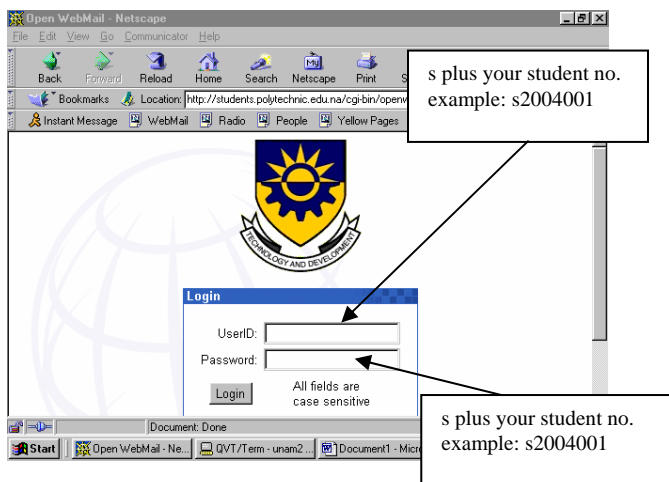 Open WebMail - Netscape
File Edit View Go Communicator Help
Back Forward Reload Home Search Netscape Print
s plus your student no.
example: s2004001
Bookmarks Location: http://students.polytechnic.edu.na/cgi-bin/openw
Instant Message WebMail Radio People Yellow Pages
TECHNOLOGY AND DEVELOPMENT
Login
UserID:
Password:
Login
All fields are
case sensitive
s plus your student no.
example: s2004001
Document: Done
Start Open WebMail - Ne... QVT/Term - unam2 ... Document1 - Micro